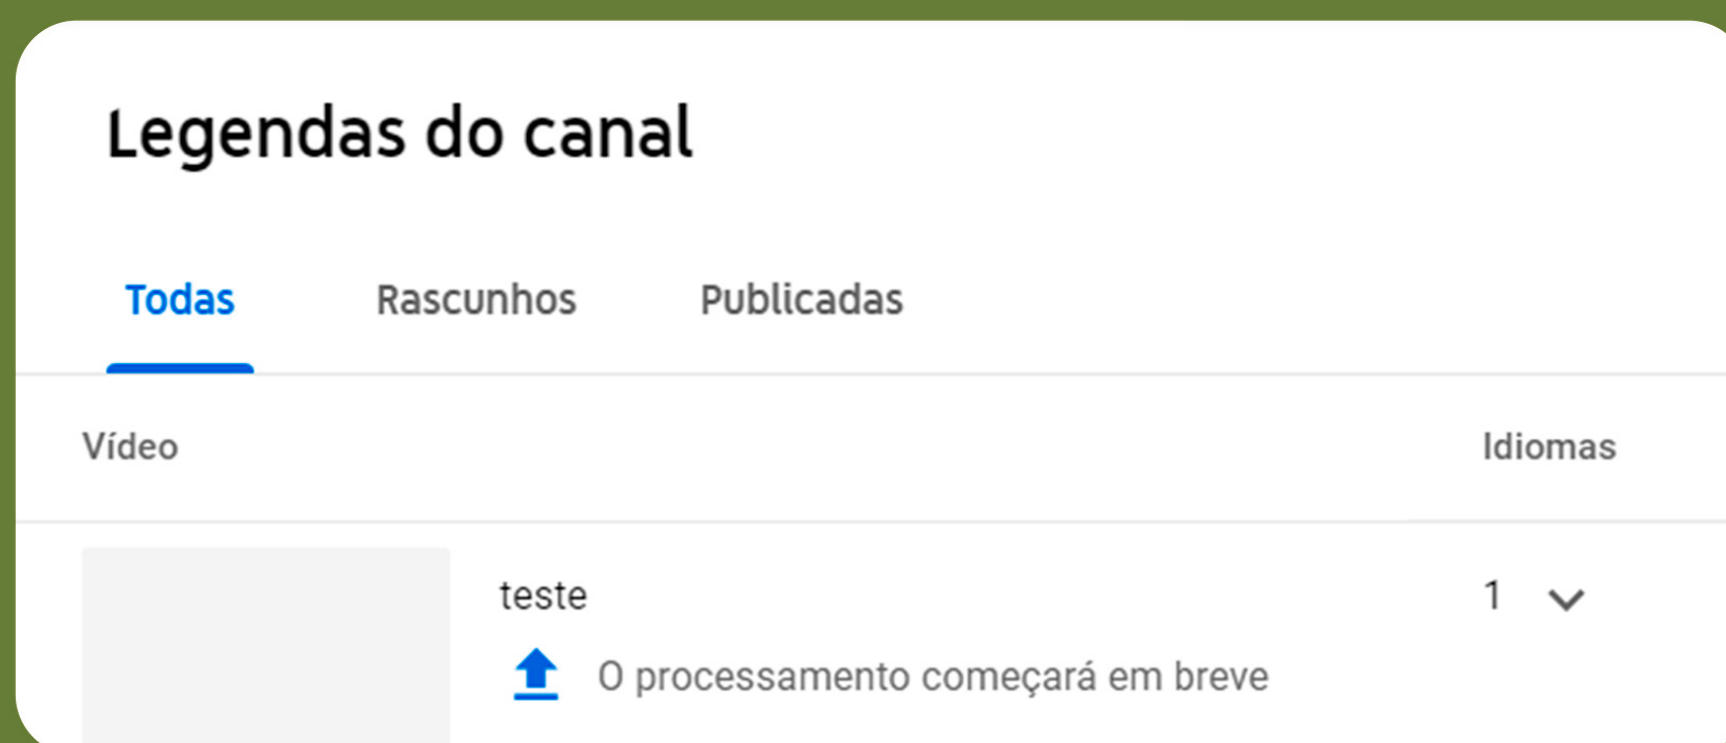 Legendas do canal
Todas Rascunhos Publicadas
Vídeo Idiomas
teste 1
O processamento começará em breve